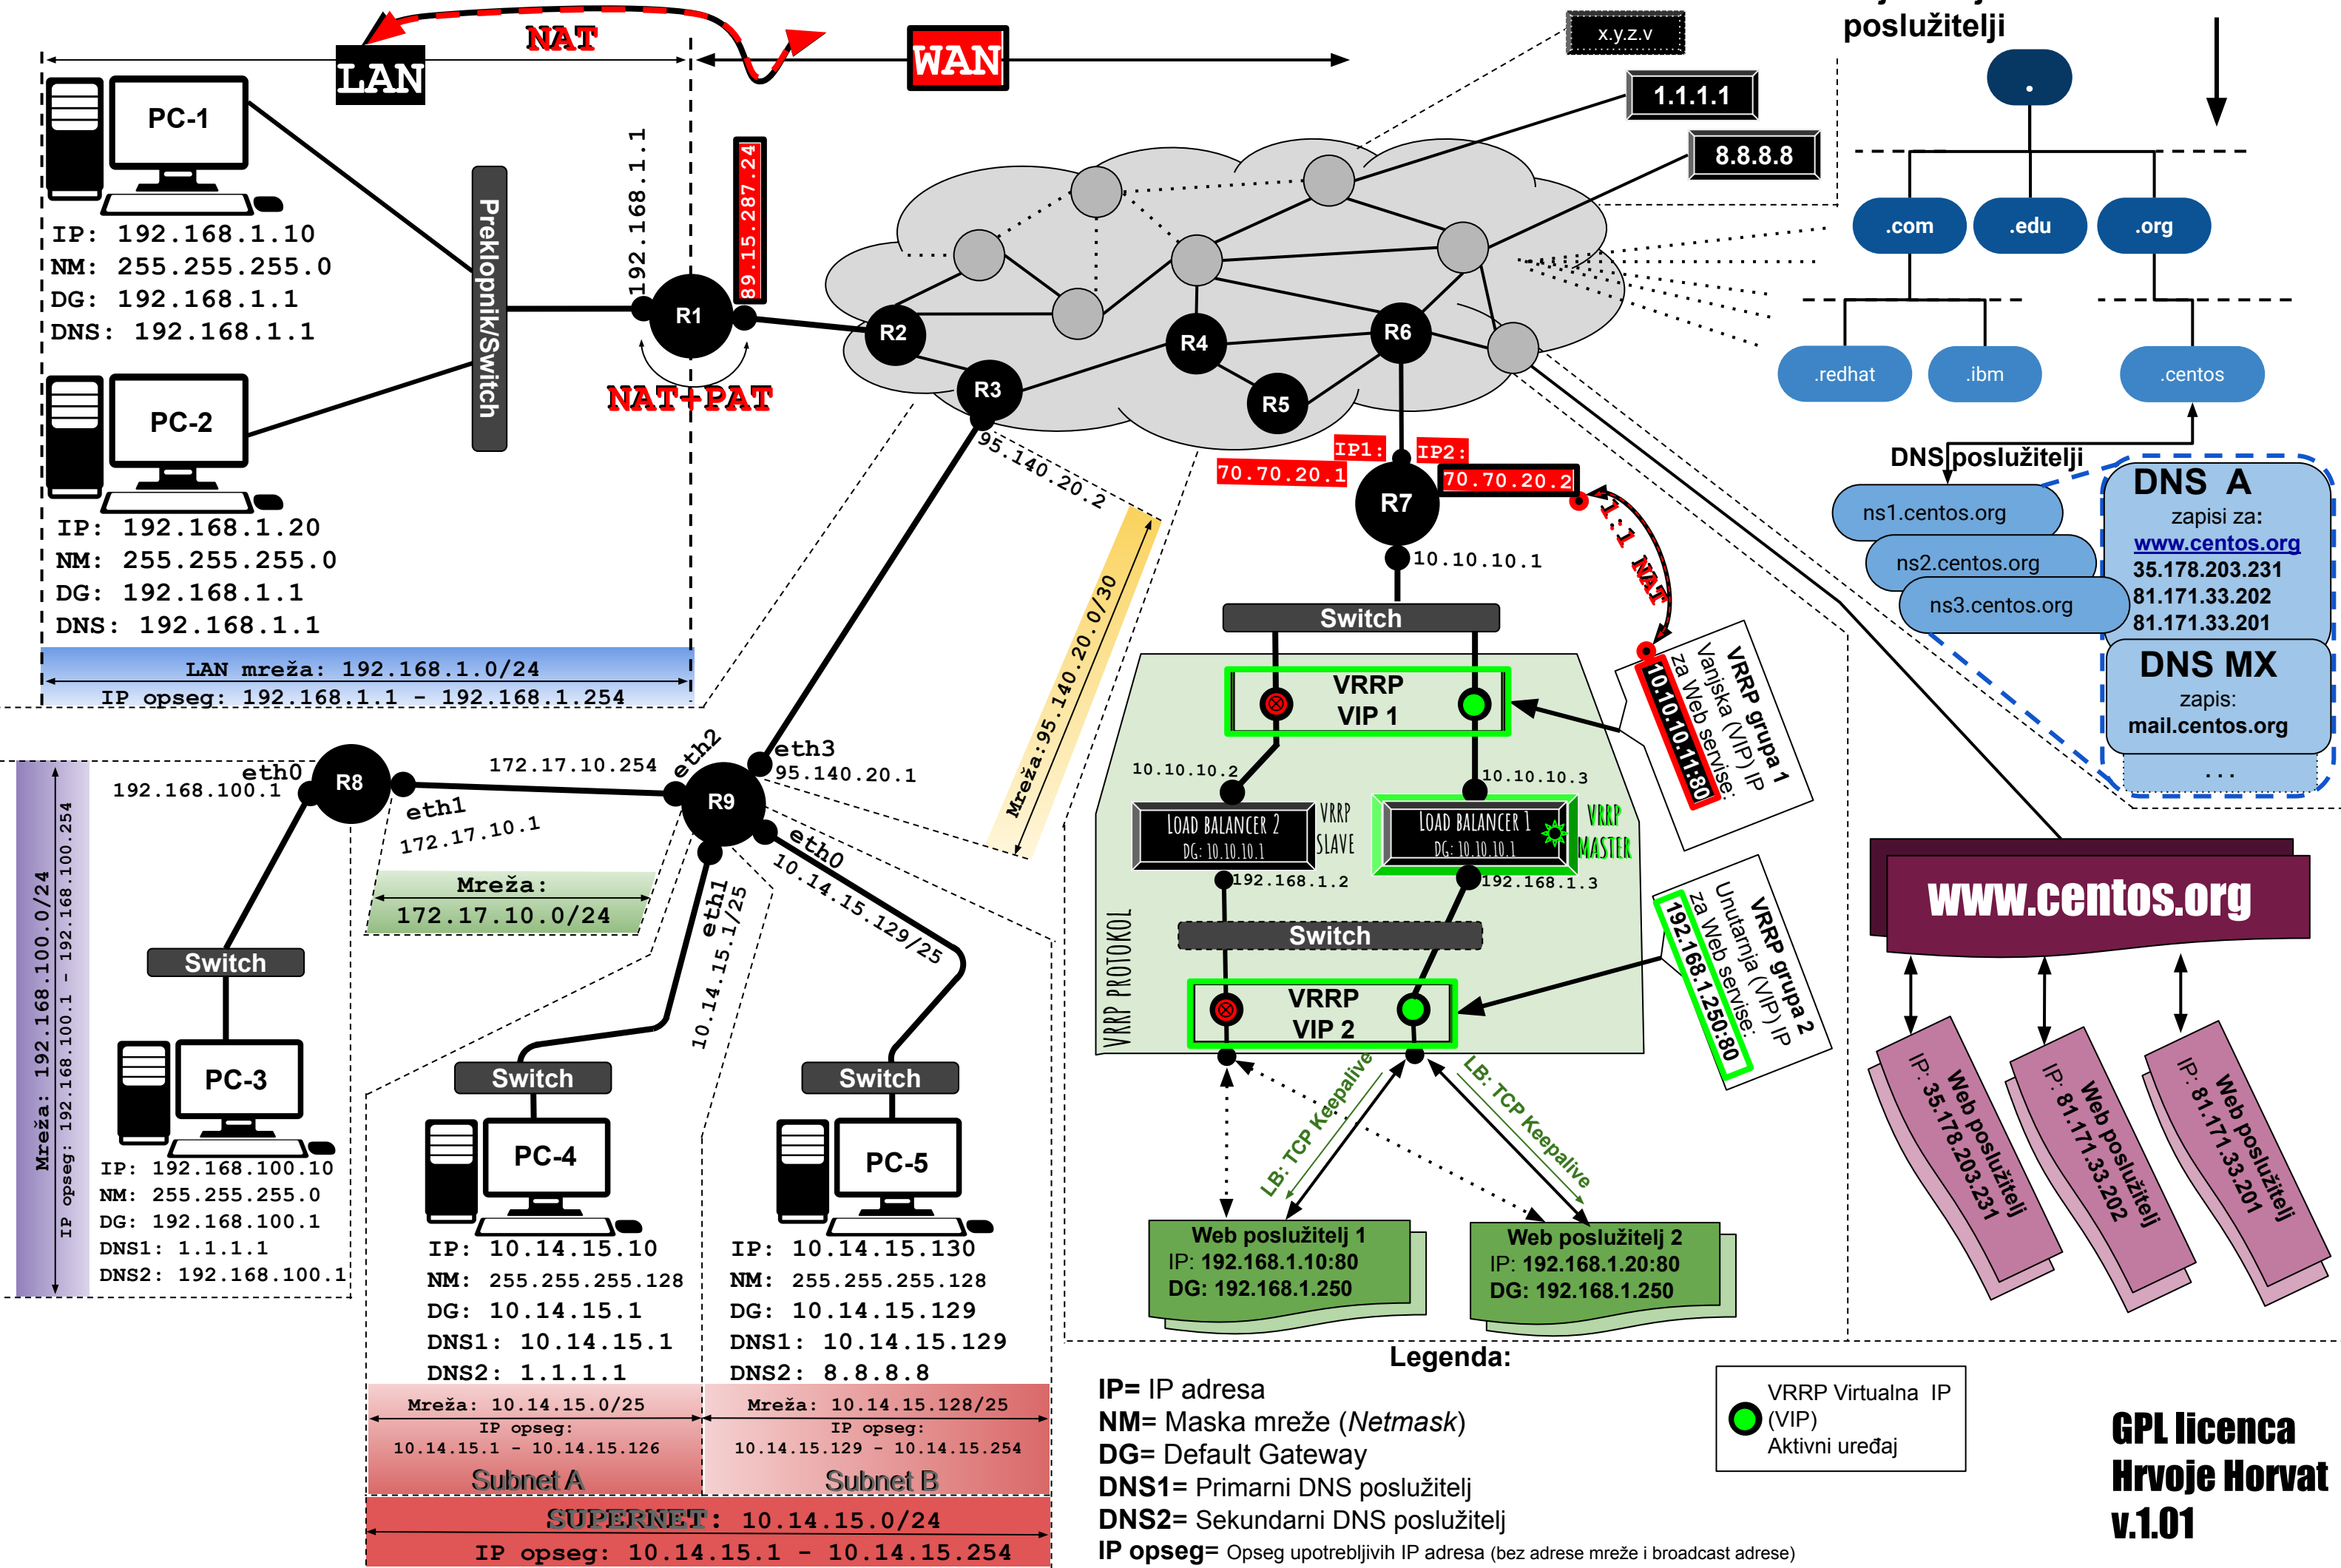 NAT
LAN
WAN
PC-1
IP: 192.168.1.10
NM: 255.255.255.0
DG: 192.168.1.1
DNS: 192.168.1.1
PC-2
IP: 192.168.1.20
NM: 255.255.255.0
DG: 192.168.1.1
DNS: 192.168.1.1
Preklopnik/Switch
192.168.1.1
89.15.287.24
R1
NAT+PAT
LAN mreža: 192.168.1.0/24
IP opseg: 192.168.1.1 - 192.168.1.254
R2
R3
R4
R5
R6
x.y.z.v
1.1.1.1
8.8.8.8
poslužitelji
.
.com
.edu
.org
.redhat
.ibm
.centos
DNS poslužitelji
ns1.centos.org
ns2.centos.org
ns3.centos.org
DNS A
zapisi za:
www.centos.org
35.178.203.231
81.171.33.202
81.171.33.201
DNS MX
zapis:
mail.centos.org
...
95.140.20.2
Mreža:95.140.20.0/30
IP1:
70.70.20.1
IP2:
70.70.20.2
R7
10.10.10.1
1:1 NAT
Switch
VRRP
VIP 1
VRRP grupa 1
Vanjska (VIP) IP
za Web servise:
10.10.10.11:80
10.10.10.2
10.10.10.3
LOAD BALANCER 2
DG: 10.10.10.1
VRRP
SLAVE
LOAD BALANCER 1
DG: 10.10.10.1
VRRP
MASTER
192.168.1.2
192.168.1.3
Switch
VRRP PROTOKOL
VRRP
VIP 2
VRRP grupa 2
Unutarnja (VIP) IP
za Web servise:
192.168.1.250:80
LB: TCP Keepalive
LB: TCP Keepalive
Web poslužitelj 1
IP: 192.168.1.10:80
DG: 192.168.1.250
Web poslužitelj 2
IP: 192.168.1.20:80
DG: 192.168.1.250
www.centos.org
Web poslužitelj
IP: 35.178.203.231
Web poslužitelj
IP: 81.171.33.202
Web poslužitelj
IP: 81.171.33.201
eth0
192.168.100.1
R8
eth1
172.17.10.1
172.17.10.254
eth2
R9
eth3
95.140.20.1
eth0
10.14.15.129/25
eth1
10.14.15.1/25
Mreža:
172.17.10.0/24
Mreža: 192.168.100.0/24
IP opseg: 192.168.100.1 - 192.168.100.254
Switch
PC-3
IP: 192.168.100.10
NM: 255.255.255.0
DG: 192.168.100.1
DNS1: 1.1.1.1
DNS2: 192.168.100.1
Switch
PC-4
IP: 10.14.15.10
NM: 255.255.255.128
DG: 10.14.15.1
DNS1: 10.14.15.1
DNS2: 1.1.1.1
Switch
PC-5
IP: 10.14.15.130
NM: 255.255.255.128
DG: 10.14.15.129
DNS1: 10.14.15.129
DNS2: 8.8.8.8
Mreža: 10.14.15.0/25
IP opseg:
10.14.15.1 - 10.14.15.126
Subnet A
Mreža: 10.14.15.128/25
IP opseg:
10.14.15.129 - 10.14.15.254
Subnet B
SUPERNET: 10.14.15.0/24
IP opseg: 10.14.15.1 - 10.14.15.254
Legenda:
IP= IP adresa
NM= Maska mreže (Netmask)
DG= Default Gateway
DNS1= Primarni DNS poslužitelj
DNS2= Sekundarni DNS poslužitelj
IP opseg= Opseg upotrebljivih IP adresa (bez adrese mreže i broadcast adrese)
VRRP Virtualna IP
(VIP)
Aktivni uređaj
GPL licenca
Hrvoje Horvat
v.1.01